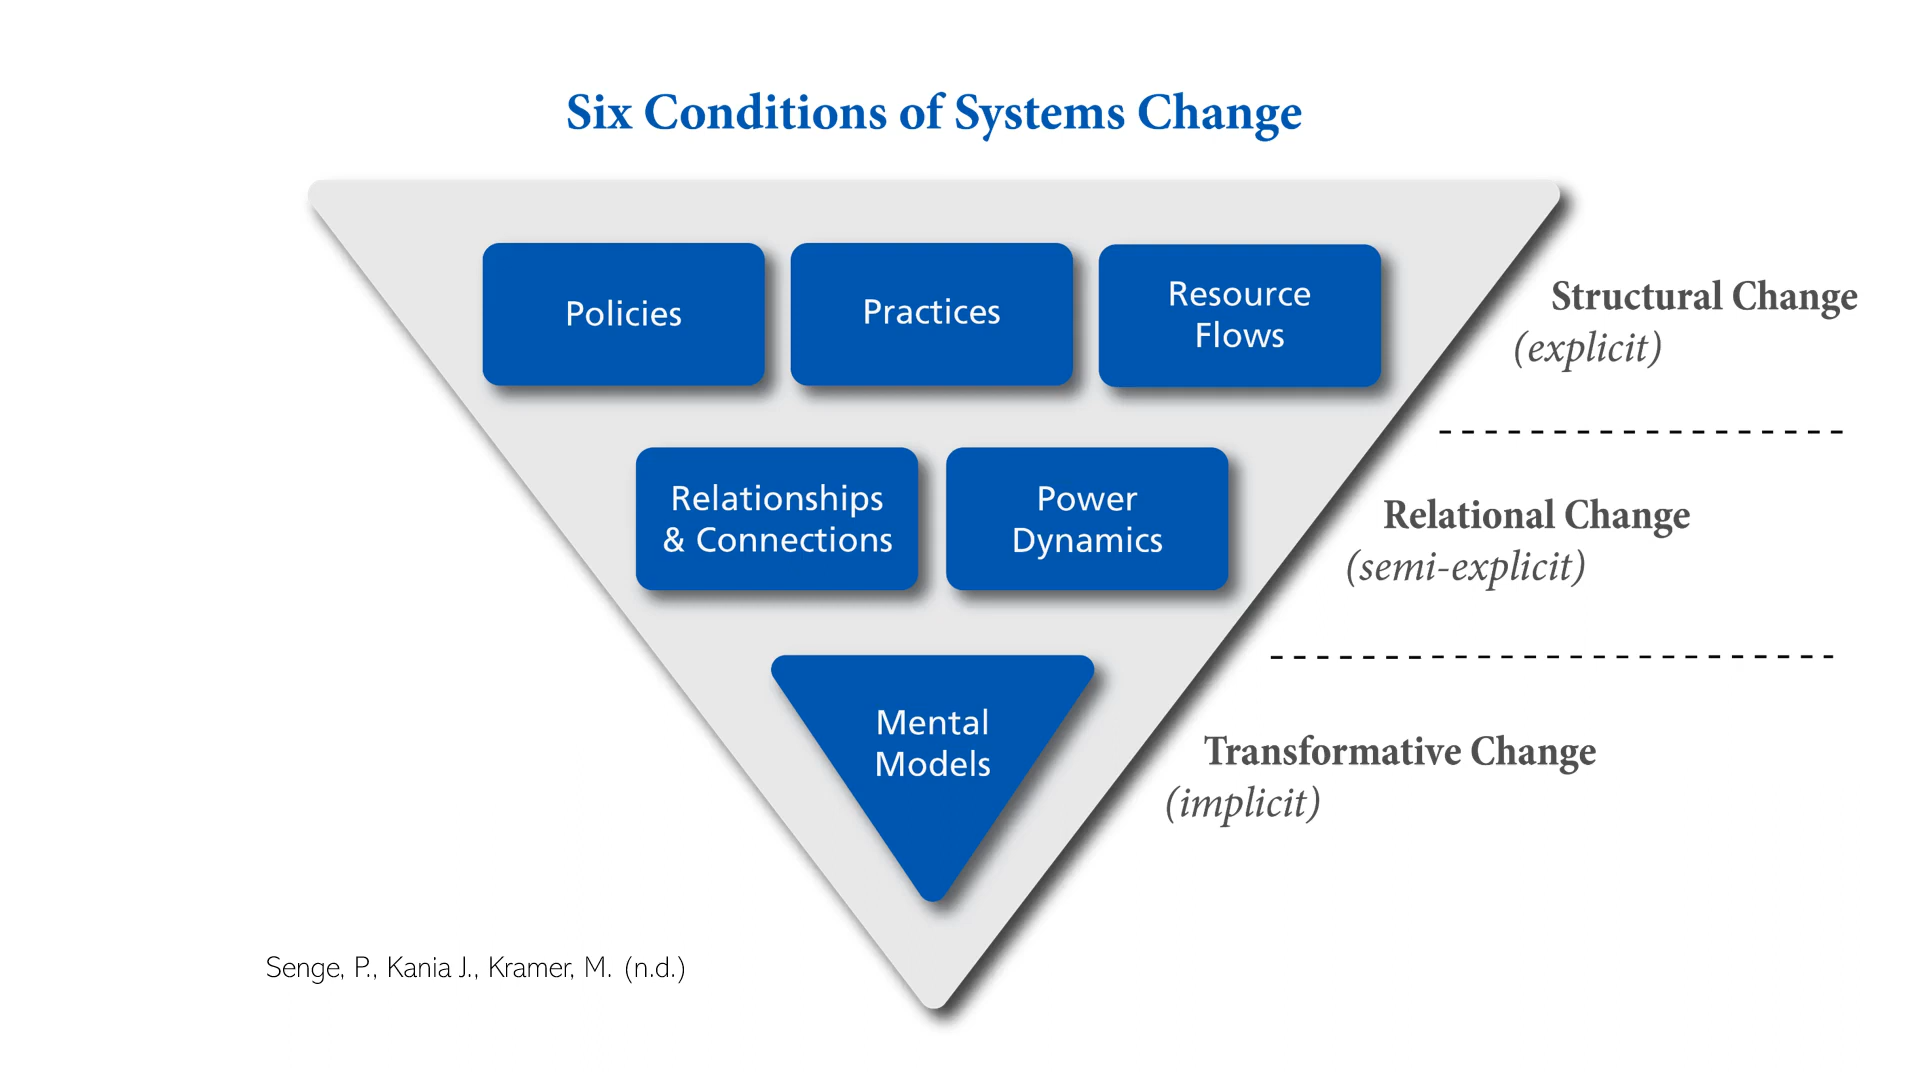 Six Conditions of Systems Change
Policies
Practices
Resource
Flows
Structural Change
(explicit)
Relationships
& Connections
Power
Dynamics
Relational Change
(semi-explicit)
Mental
Models
Transformative Change
(implicit)
Senge, P., Kania J., Kramer, M. (n.d.)